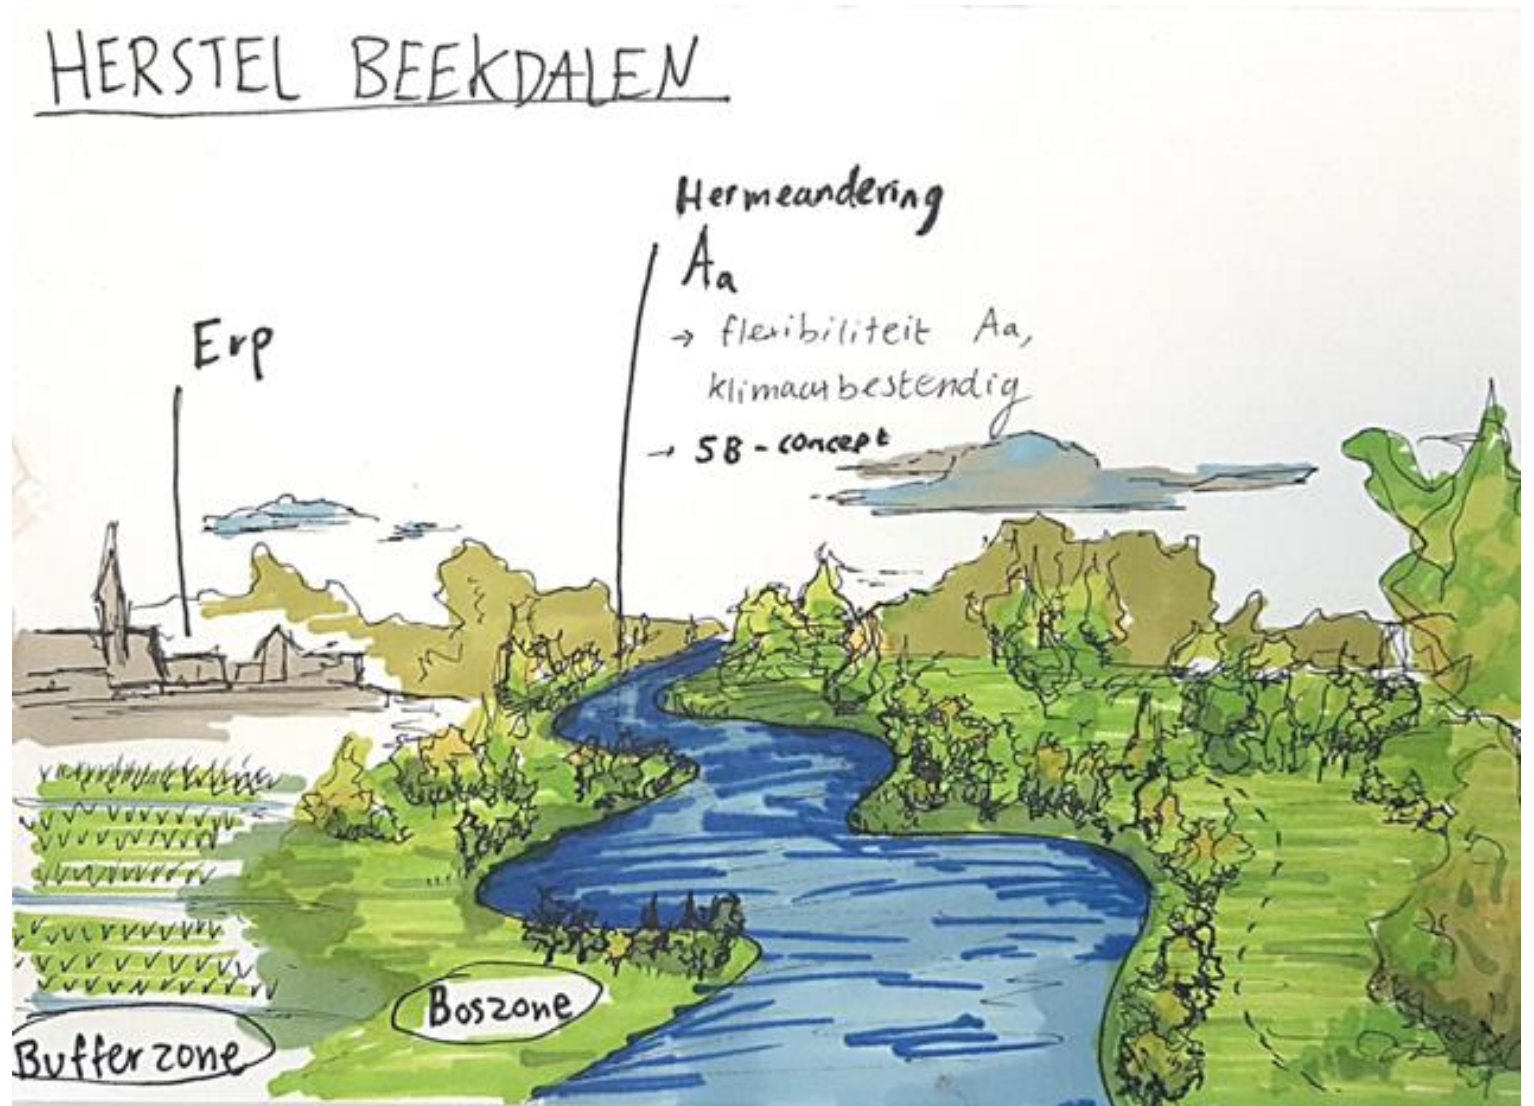 HERSTEL BEEKDALEN
Hermeandering
Aa
→ flexibiliteit Aa,
klimaatbestendig
→ 5B-concept
Erp
Boszone
Bufferzone